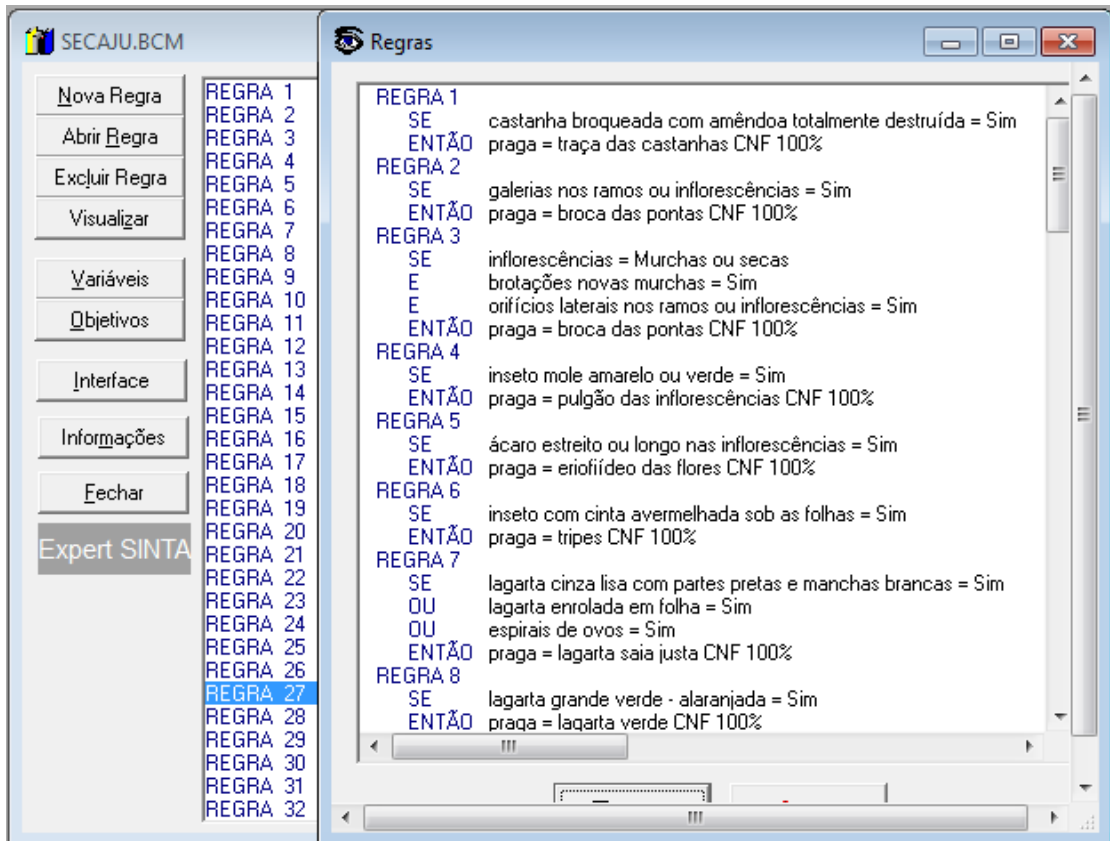 SECAJU.BCM
Nova Regra
Abrir Regra
Excluir Regra
Visualizar
Variáveis
Objetivos
Interface
Informações
Fechar
Expert SINTA
REGRA 1
REGRA 2
REGRA 3
REGRA 4
REGRA 5
REGRA 6
REGRA 7
REGRA 8
REGRA 9
REGRA 10
REGRA 11
REGRA 12
REGRA 13
REGRA 14
REGRA 15
REGRA 16
REGRA 17
REGRA 18
REGRA 19
REGRA 20
REGRA 21
REGRA 22
REGRA 23
REGRA 24
REGRA 25
REGRA 26
REGRA 27
REGRA 28
REGRA 29
REGRA 30
REGRA 31
REGRA 32
Regras
REGRA 1
SE castanha broqueada com amêndoa totalmente destruída = Sim
ENTÃO praga = traça das castanhas CNF 100%
REGRA 2
SE galerias nos ramos ou inflorescências = Sim
ENTÃO praga = broca das pontas CNF 100%
REGRA 3
SE inflorescências = Murchas ou secas
E brotações novas murchas = Sim
E orifícios laterais nos ramos ou inflorescências = Sim
ENTÃO praga = broca das pontas CNF 100%
REGRA 4
SE inseto mole amarelo ou verde = Sim
ENTÃO praga = pulgão das inflorescências CNF 100%
REGRA 5
SE ácaro estreito ou longo nas inflorescências = Sim
ENTÃO praga = eriofiídeo das flores CNF 100%
REGRA 6
SE inseto com cinta avermelhada sob as folhas = Sim
ENTÃO praga = tripes CNF 100%
REGRA 7
SE lagarta cinza lisa com partes pretas e manchas brancas = Sim
OU lagarta enrolada em folha = Sim
OU espirais de ovos = Sim
ENTÃO praga = lagarta saia justa CNF 100%
REGRA 8
SE lagarta grande verde - alaranjada = Sim
ENTÃO praga = lagarta verde CNF 100%